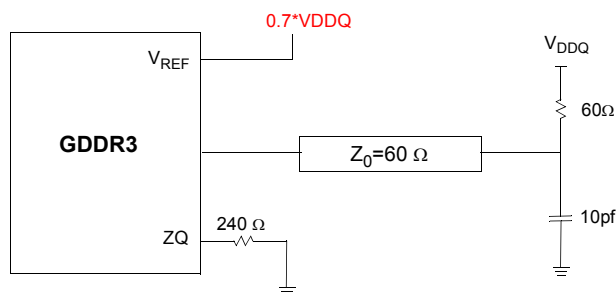 0.7*VDDQ
VREF
VDDQ
60Ω
GDDR3
Z0=60 Ω
10pf
ZQ
240 Ω